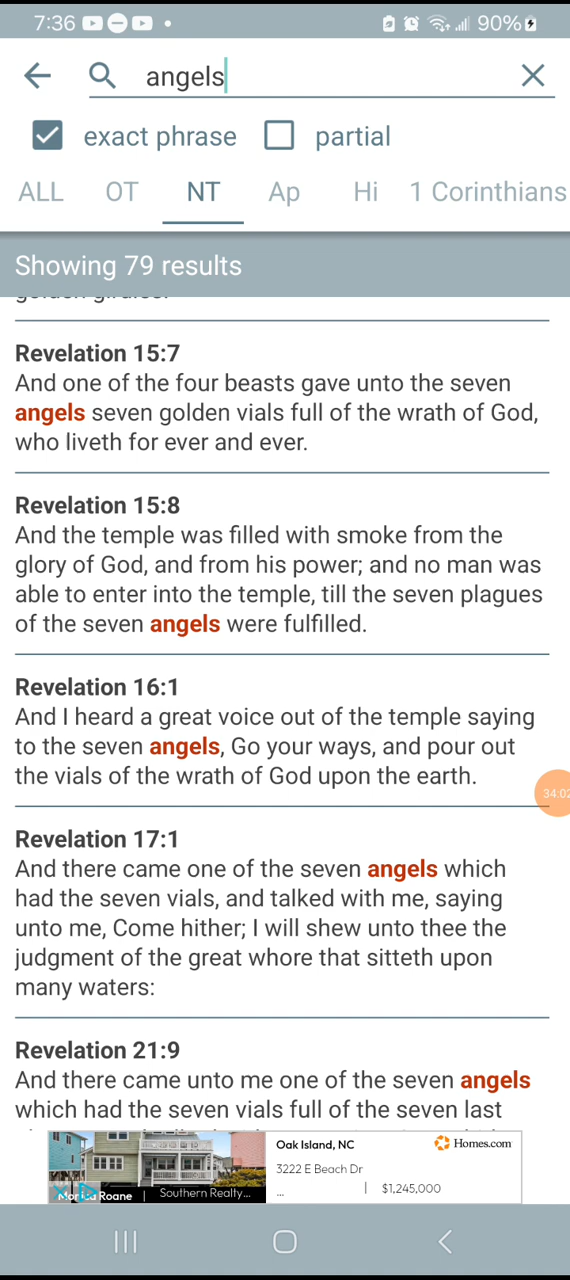 7:36 90%
angels
exact phrase partial
ALL OT NT Ap Hi 1 Corinthians
Showing 79 results
golden girdles.
Revelation 15:7
And one of the four beasts gave unto the seven
angels seven golden vials full of the wrath of God,
who liveth for ever and ever.
Revelation 15:8
And the temple was filled with smoke from the
glory of God, and from his power; and no man was
able to enter into the temple, till the seven plagues
of the seven angels were fulfilled.
Revelation 16:1
And I heard a great voice out of the temple saying
to the seven angels, Go your ways, and pour out
the vials of the wrath of God upon the earth.
34:02
Revelation 17:1
And there came one of the seven angels which
had the seven vials, and talked with me, saying
unto me, Come hither; I will shew unto thee the
judgment of the great whore that sitteth upon
many waters:
Revelation 21:9
And there came unto me one of the seven angels
which had the seven vials full of the seven last
Oak Island, NC Homes.com
3222 E Beach Dr
... | $1,245,000
Monica Roane | Southern Realty...